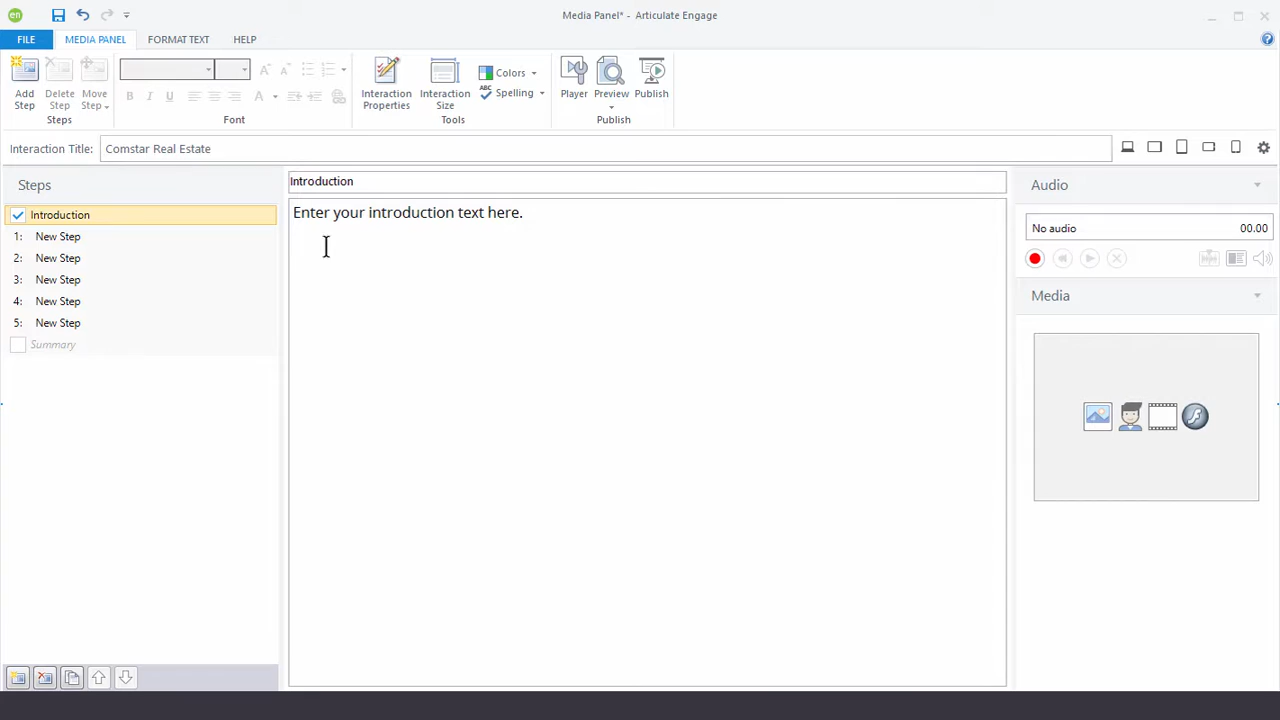 en
Media Panel* - Articulate Engage
FILE
MEDIA PANEL
FORMAT TEXT
HELP
Add Step
Delete Step
Move Step
Steps
B I U
A
Font
Interaction Properties
Interaction Size
Colors
ABC Spelling
Tools
Player
Preview
Publish
Publish
Interaction Title:
Comstar Real Estate
Steps
Introduction
1: New Step
2: New Step
3: New Step
4: New Step
5: New Step
Summary
Introduction
Enter your introduction text here.
Audio
No audio 00.00
Media